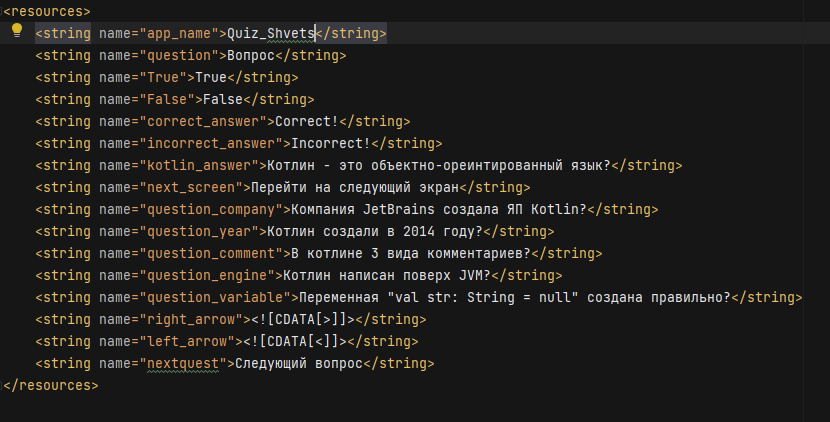 <resources>
<string name="app_name">Quiz_Shvets</string>
<string name="question">Вопрос</string>
<string name="True">True</string>
<string name="False">False</string>
<string name="correct_answer">Correct!</string>
<string name="incorrect_answer">Incorrect!</string>
<string name="kotlin_answer">Котлин - это объектно-ореинтированный язык?</string>
<string name="next_screen">Перейти на следующий экран</string>
<string name="question_company">Компания JetBrains создала ЯП Kotlin?</string>
<string name="question_year">Котлин создали в 2014 году?</string>
<string name="question_comment">В котлине 3 вида комментариев?</string>
<string name="question_engine">Котлин написан поверх JVM?</string>
<string name="question_variable">Переменная "val str: String = null" создана правильно?</string>
<string name="right_arrow"><![CDATA[>]]></string>
<string name="left_arrow"><![CDATA[<]]></string>
<string name="nextquest">Следующий вопрос</string>
</resources>